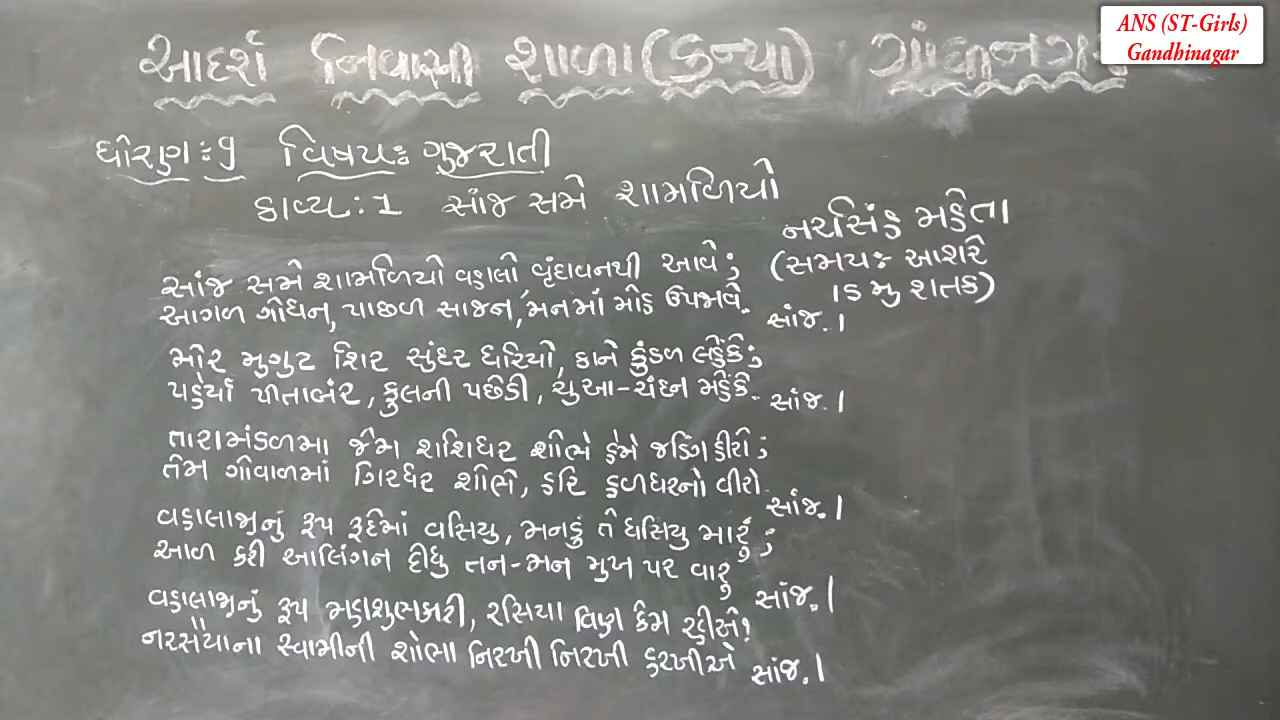 ANS (ST-Girls)
Gandhinagar
આદર્શ નિવાસી શાળા (કન્યા) ગાંધીનગર
ધોરણ: 9 વિષય: ગુજરાતી
કાવ્ય: 1 સાંજ સમે શામળિયો
નરસિંહ મહેતા
(સમય: આશરે
15 મુ શતક)
સાંજ સમે શામળિયો વહાલો, વૃંદાવનથી આવે;
આગળ ગોધન, પાછળ સાજન, મનમાં મોહ ઉપજાવે. સાંજ.।
મોર મુગુટ શિર સુંદર ધરિયો, કાને કુંડળ લહેંકે;
પહેર્યા પીતાબંર, ફુલની પછેડી, ચુઆ-ચંદન મહેંકે. સાંજ.।
તારામંડળમા જેમ શશિધર શોભે હેમે જડિંગ હીરો;
તેમ ગોવાળમાં ગિરધર શોભે, હરિ હળધરનો વીરો. સાંજ.।
વહાલાજીનું રૂપ રૂદેમાં વસિયુ, મનડું તે ધસિયુ મારું;
આળ કરી આલિંગન દીધુ તન-મન મુખ પર વારું સાંજ.।
વહાલાજીનું રૂપ મહાશુભકારી, રસિયા વિણ કેમ રહીએ!
નરસૈયાના સ્વામીની શોભા નિરખી નિરખી હરખીએ સાંજ.।